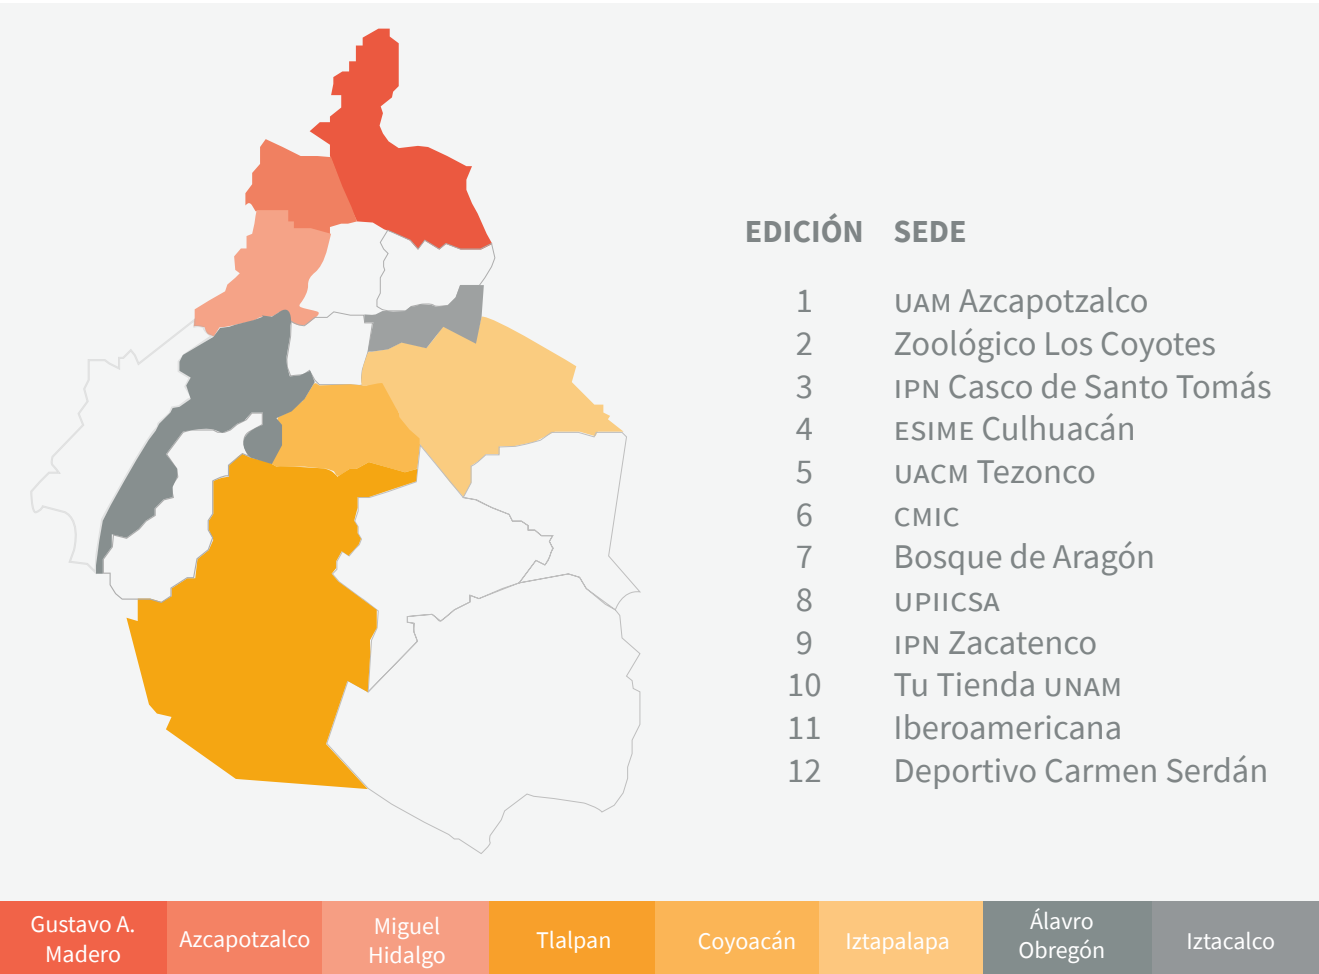 EDICIÓN SEDE
1 UAM Azcapotzalco
2 Zoológico Los Coyotes
3 IPN Casco de Santo Tomás
4 ESIME Culhuacán
5 UACM Tezonco
6 CMIC
7 Bosque de Aragón
8 UPIICSA
9 IPN Zacatenco
10 Tu Tienda UNAM
11 Iberoamericana
12 Deportivo Carmen Serdán
Gustavo A.
Madero
Azcapotzalco
Miguel
Hidalgo
Tlalpan
Coyoacán
Iztapalapa
Álavro
Obregón
Iztacalco